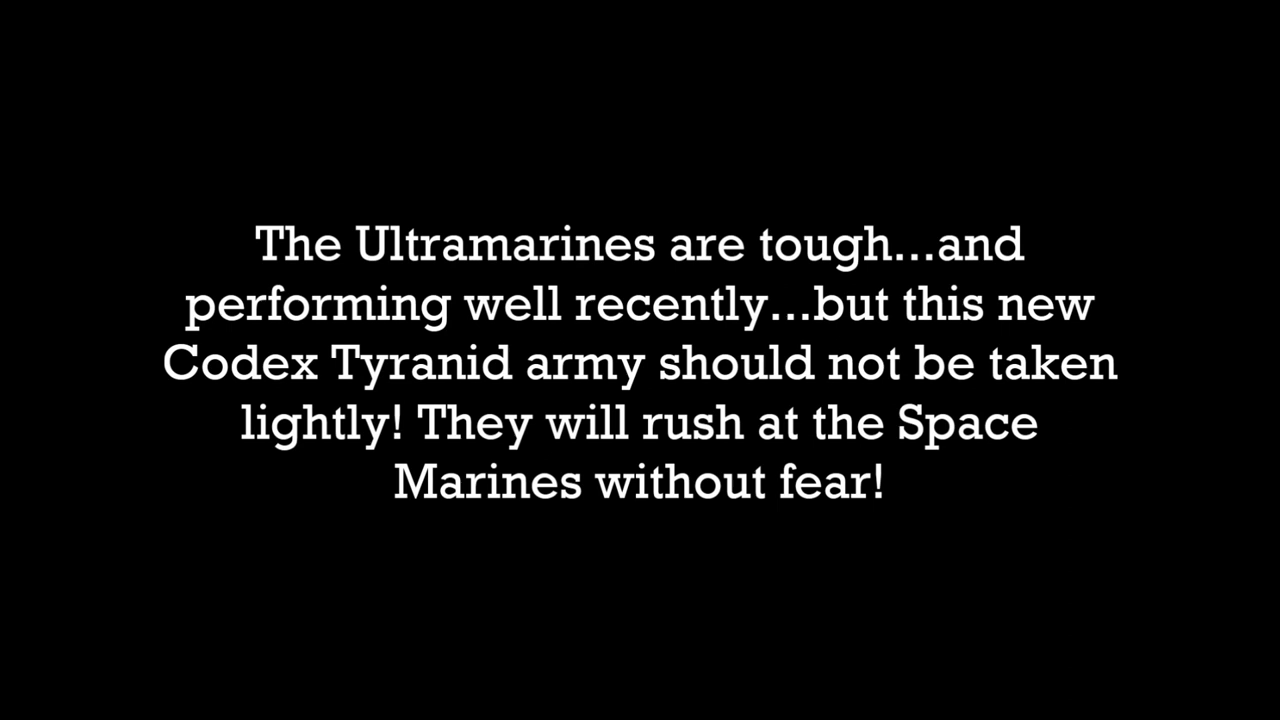 The Ultramarines are tough...and
performing well recently...but this new
Codex Tyranid army should not be taken
lightly! They will rush at the Space
Marines without fear!